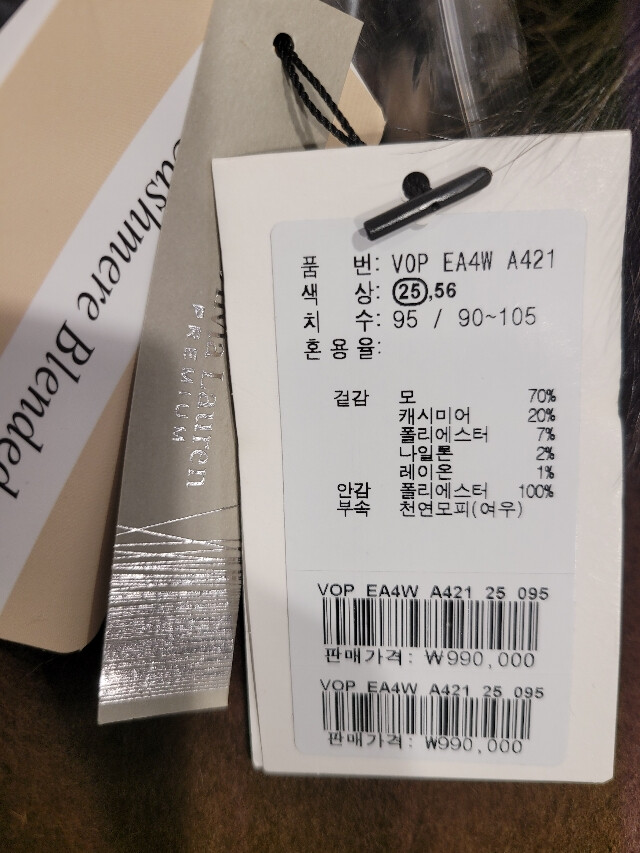 Cashmere Blended
Lauren
PREMIUM
품 번: VOP EA4W A421
색 상: 25,56
치 수: 95 / 90~105
혼용율:
겉감 모 70%
캐시미어 20%
폴리에스터 7%
나일론 2%
레이온 1%
안감 폴리에스터 100%
부속 천연모피(여우)
VOP EA4W A421 25 095
판매가격: ₩990,000
VOP EA4W A421 25 095
판매가격: ₩990,000